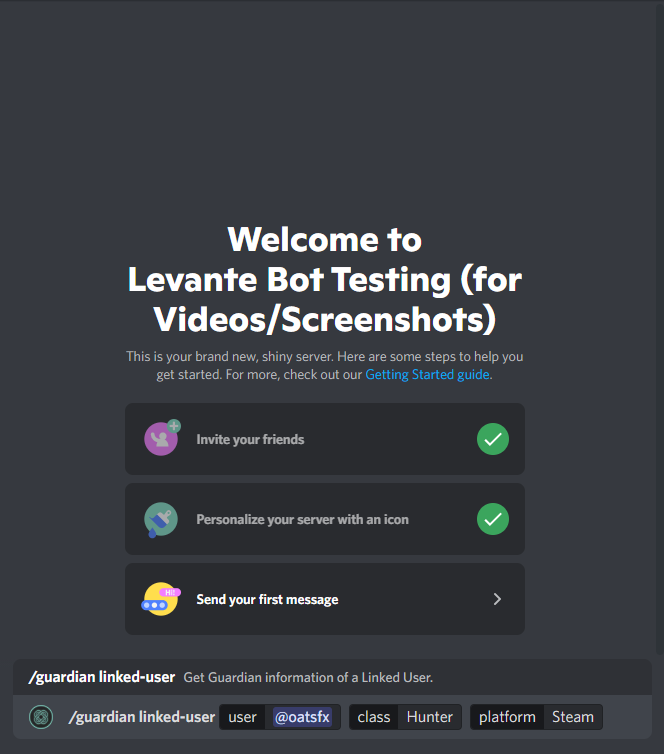 Welcome to
Levante Bot Testing (for
Videos/Screenshots)
This is your brand new, shiny server. Here are some steps to help you
get started. For more, check out our Getting Started guide.
Invite your friends
Personalize your server with an icon
Hi!
Send your first message
/guardian linked-user Get Guardian information of a Linked User.
/guardian linked-user user @oatsfx class Hunter platform Steam